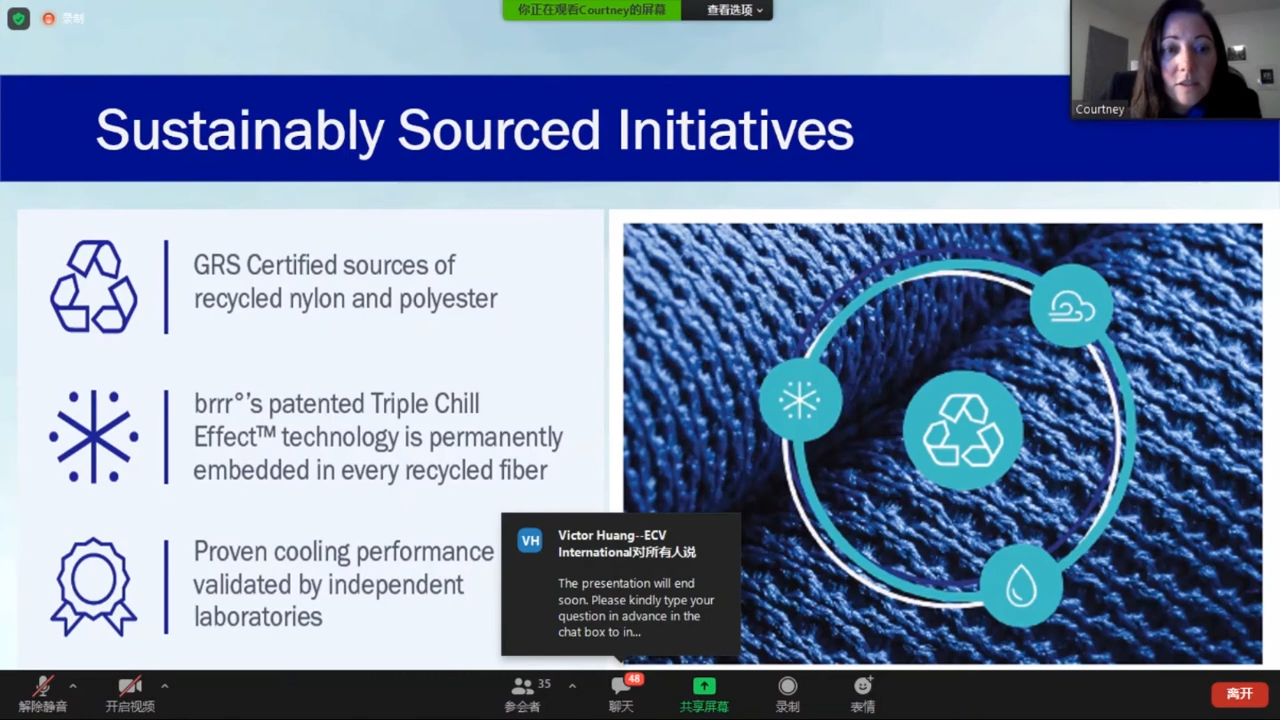 录制
你正在观看Courtney的屏幕
查看选项
Courtney
Sustainably Sourced Initiatives
GRS Certified sources of
recycled nylon and polyester
brrr°’s patented Triple Chill
Effect™ technology is permanently
embedded in every recycled fiber
Proven cooling performance
validated by independent
laboratories
VH
Victor Huang--ECV
International对所有人说
The presentation will end
soon. Please kindly type your
question in advance in the
chat box to in...
解除静音
开启视频
35
参会者
48
聊天
共享屏幕
录制
表情
离开